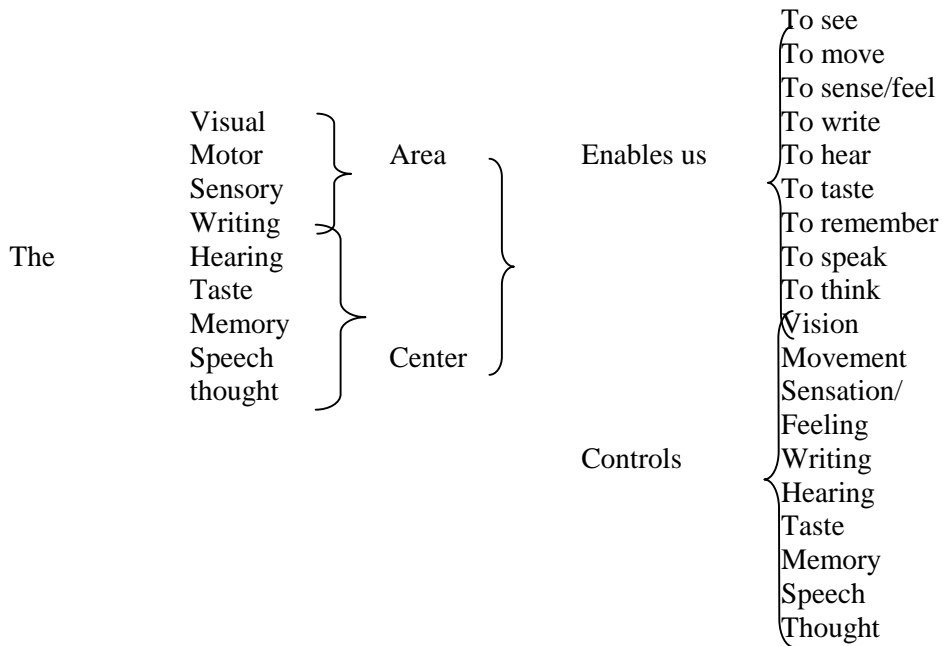 To see
To move
To sense/feel
Visual To write
Motor Area Enables us To hear
Sensory To taste
Writing To remember
The Hearing To speak
Taste To think
Memory Vision
Speech Center Movement
thought Sensation/
Feeling
Controls Writing
Hearing
Taste
Memory
Speech
Thought